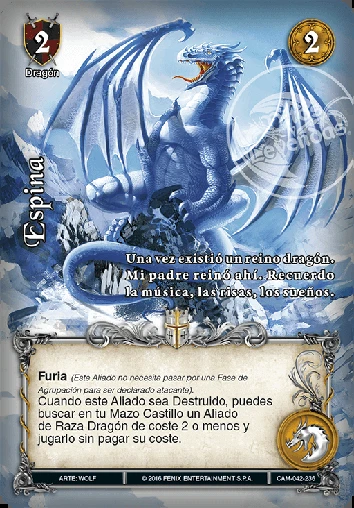 2
Dragón
2
Mitos y
Leyendas
Espina
Una vez existió un reino dragón.
Mi padre reinó ahí. Recuerdo
la música, las risas, los sueños.
Furia (Este Aliado no necesita pasar por una Fase de
Agrupación para ser declarado atacante).
Cuando este Aliado sea Destruido, puedes
buscar en tu Mazo Castillo un Aliado
de Raza Dragón de coste 2 o menos y
jugarlo sin pagar su coste.
ARTE: WOLF
© 2016 FENIX ENTERTAINMENT S.P.A.
CAM-042-236